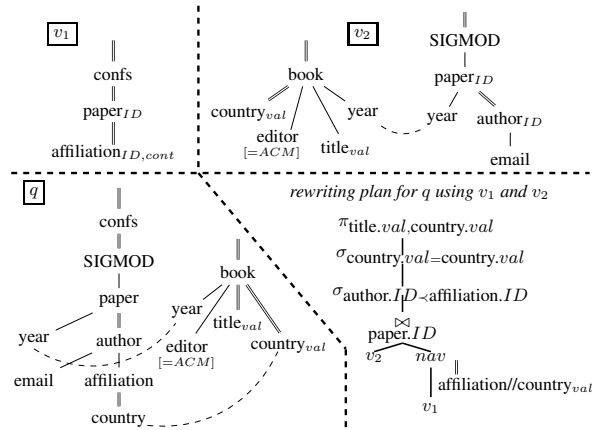 v1
confs
paperID
affiliationID,cont
v2
book
countryval
editor
[=ACM]
titleval
year
SIGMOD
paperID
year
authorID
email
q
confs
SIGMOD
paper
year
author
email
affiliation
country
book
year
editor
[=ACM]
titleval
countryval
rewriting plan for q using v1 and v2
πtitle.val,country.val
σcountry.val=country.val
σauthor.ID≺affiliation.ID
⋈paper.ID
v2
nav
affiliation//countryval
v1